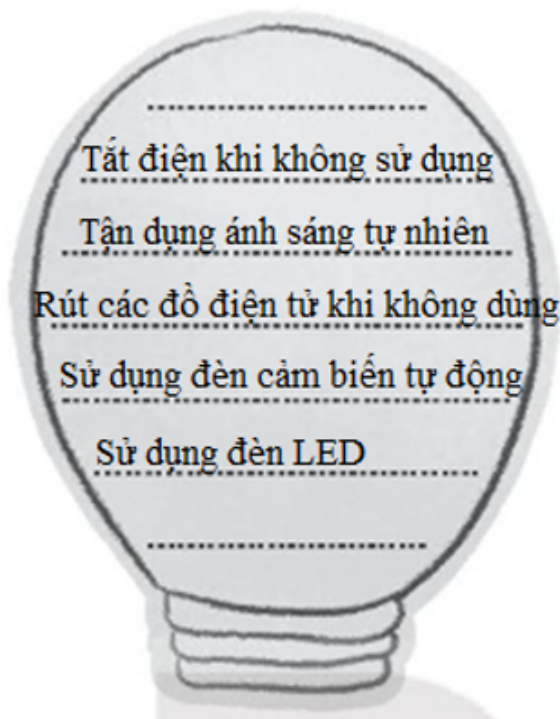 Tắt điện khi không sử dụng
Tận dụng ánh sáng tự nhiên
Rút các đồ điện tử khi không dùng
Sử dụng đèn cảm biến tự động
Sử dụng đèn LED